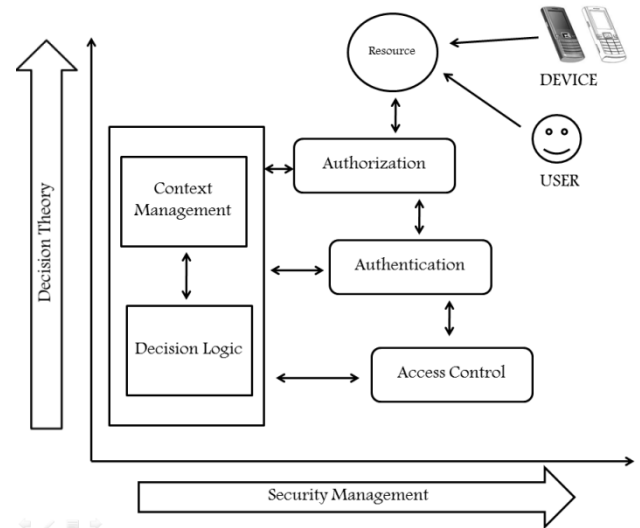 Resource
DEVICE
USER
Authorization
Context
Management
Authentication
Decision Logic
Access Control
Decision Theory
Security Management